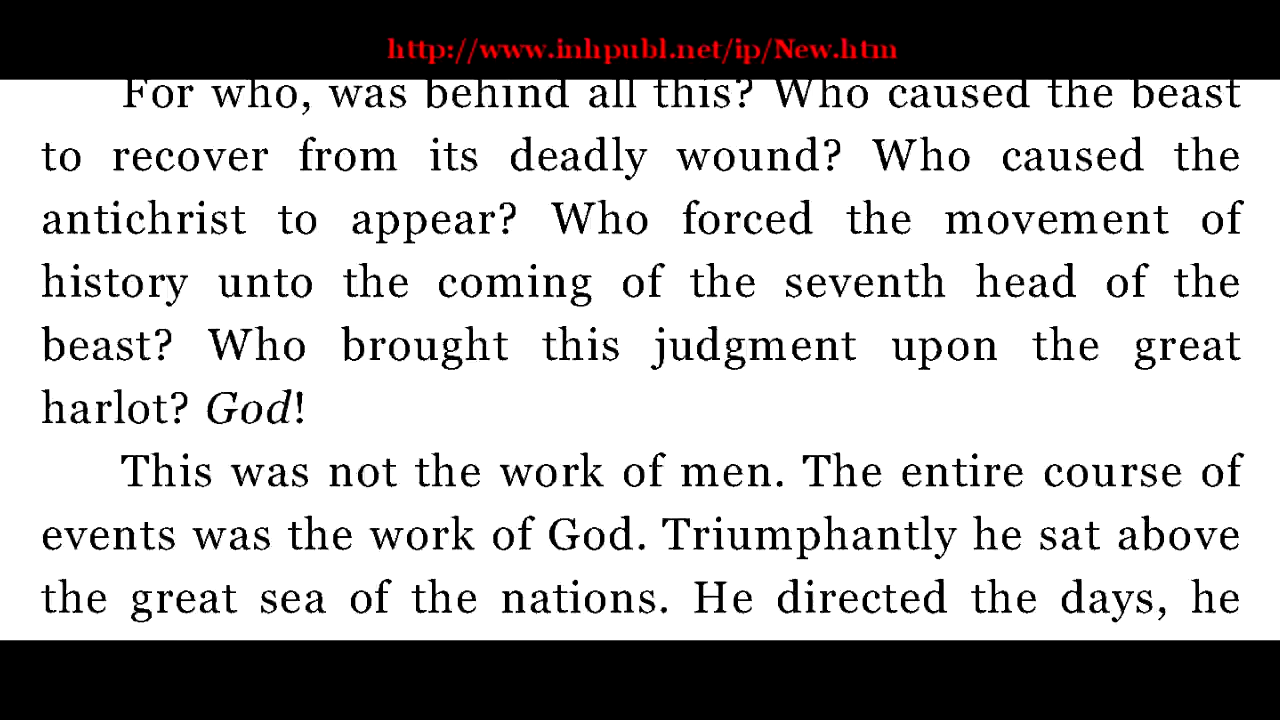 http://www.inhpubl.net/ip/New.htm
For who, was behind all this? Who caused the beast
to recover from its deadly wound? Who caused the
antichrist to appear? Who forced the movement of
history unto the coming of the seventh head of the
beast? Who brought this judgment upon the great
harlot? God!
This was not the work of men. The entire course of
events was the work of God. Triumphantly he sat above
the great sea of the nations. He directed the days, he